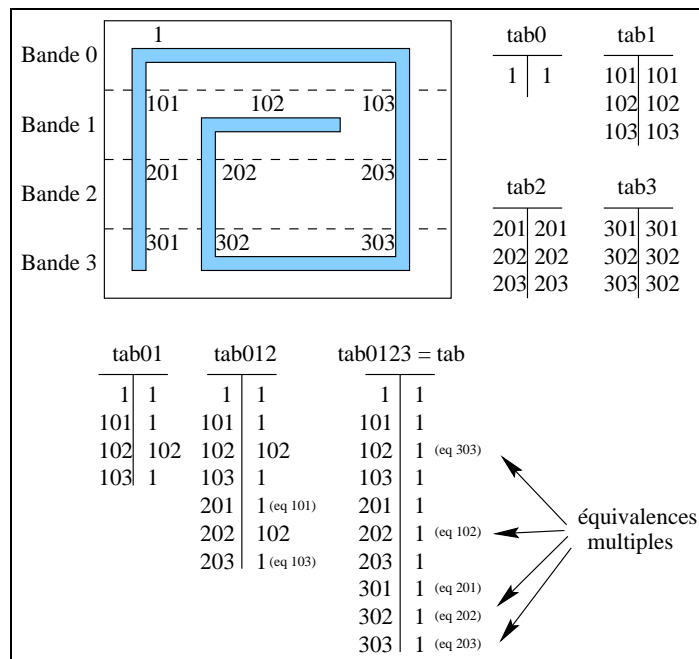 1
Bande 0
101 102 103
Bande 1
201 202 203
Bande 2
301 302 303
Bande 3
tab0 tab1
1 1
101 101
102 102
103 103
tab2 tab3
201 201
202 202
203 203
301 301
302 302
303 302
tab01
1 1
101 1
102 102
103 1
tab012
1 1
101 1
102 102
103 1
201 1 (eq 101)
202 102
203 1 (eq 103)
tab0123 = tab
1 1
101 1
102 1 (eq 303)
103 1
201 1
202 1 (eq 102)
203 1
301 1 (eq 201)
302 1 (eq 202)
303 1 (eq 203)
équivalences
multiples